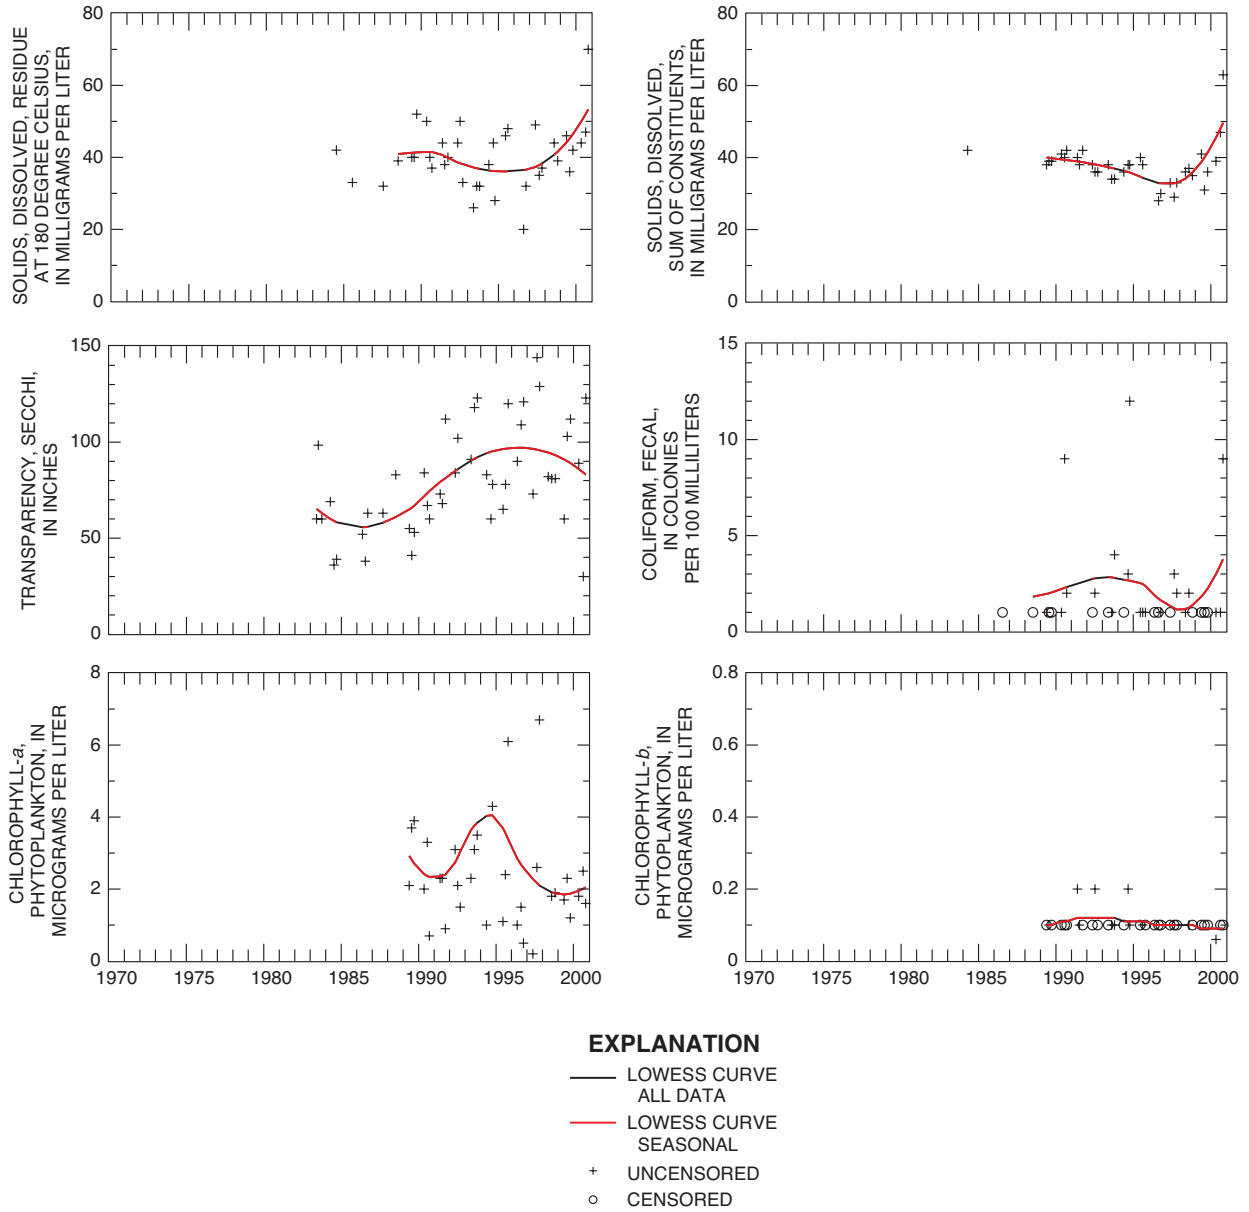 SOLIDS, DISSOLVED, RESIDUE
AT 180 DEGREE CELSIUS,
IN MILLIGRAMS PER LITER
80
60
40
20
0
SOLIDS, DISSOLVED,
SUM OF CONSTITUENTS,
IN MILLIGRAMS PER LITER
80
60
40
20
0
TRANSPARENCY, SECCHI,
IN INCHES
150
100
50
0
COLIFORM, FECAL,
IN COLONIES
PER 100 MILLILITERS
15
10
5
0
CHLOROPHYLL-a,
PHYTOPLANKTON, IN
MICROGRAMS PER LITER
8
6
4
2
0
1970 1975 1980 1985 1990 1995 2000
CHLOROPHYLL-b,
PHYTOPLANKTON, IN
MICROGRAMS PER LITER
0.8
0.6
0.4
0.2
0
1970 1975 1980 1985 1990 1995 2000
EXPLANATION
LOWESS CURVE
ALL DATA
LOWESS CURVE
SEASONAL
UNCENSORED
CENSORED